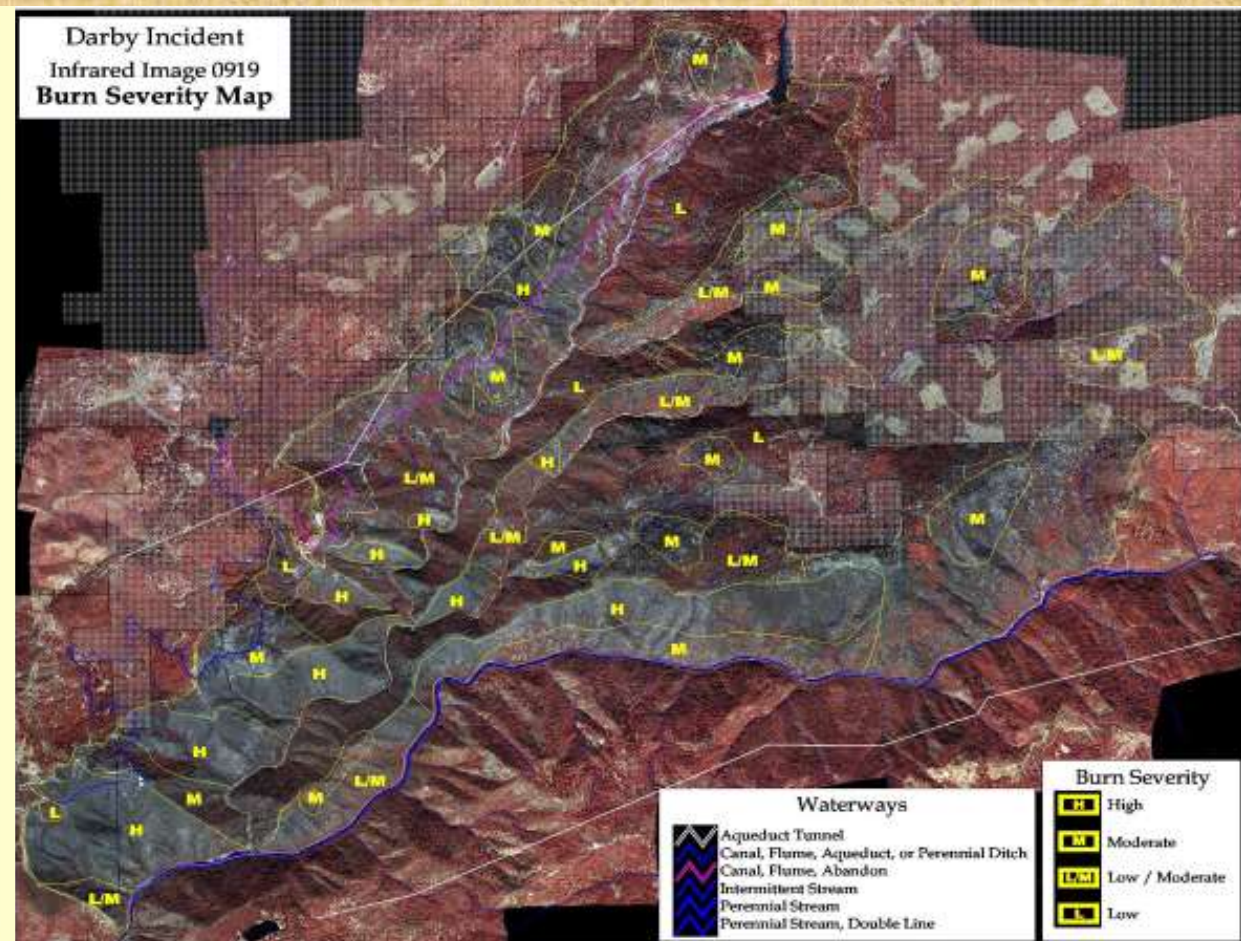 Darby Incident
Infrared Image 0919
Burn Severity Map
M
L
M
M
M
H
L/M
M
M
L/M
M
L
L/M
L
H
M
L/M
H
M
L/M
M
M
H
L
H
L/M
H
H
H
M
M
H
H
L/M
M
M
L
H
L/M
Waterways
Aqueduct Tunnel
Canal, Flume, Aqueduct, or Perennial Ditch
Canal, Flume, Abandon
Intermittent Stream
Perennial Stream
Perennial Stream, Double Line
Burn Severity
H High
M Moderate
L/M Low / Moderate
L Low